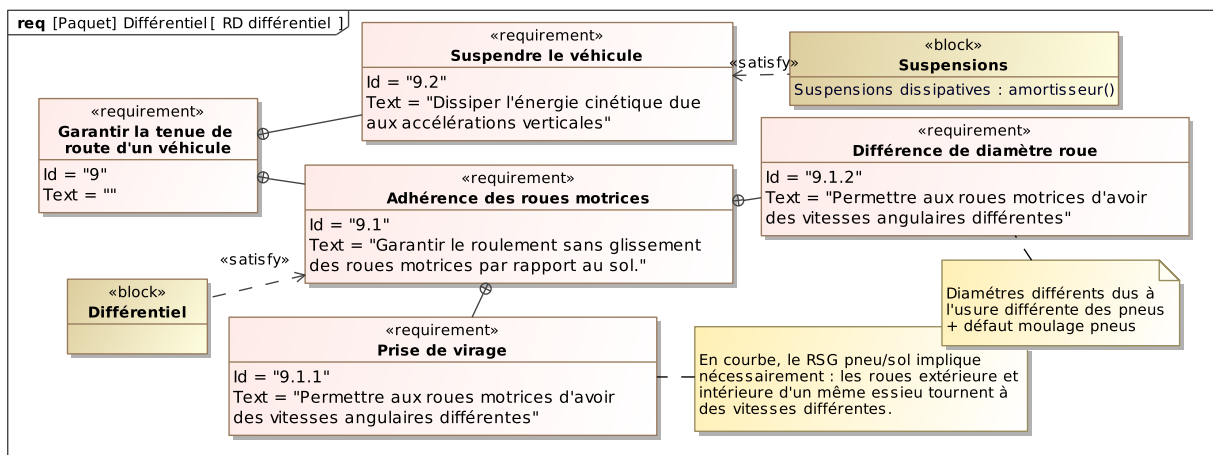 req [Paquet] Différentiel [ RD différentiel ]
«requirement»
Suspendre le véhicule
Id = "9.2"
Text = "Dissiper l'énergie cinétique due
aux accélérations verticales"
«satisfy»
«block»
Suspensions
Suspensions dissipatives : amortisseur()
«requirement»
Garantir la tenue de
route d'un véhicule
Id = "9"
Text = ""
«requirement»
Différence de diamètre roue
Id = "9.1.2"
Text = "Permettre aux roues motrices d'avoir
des vitesses angulaires différentes"
«requirement»
Adhérence des roues motrices
Id = "9.1"
Text = "Garantir le roulement sans glissement
des roues motrices par rapport au sol."
«satisfy»
«block»
Différentiel
Diamétres différents dus à
l'usure différente des pneus
+ défaut moulage pneus
«requirement»
Prise de virage
Id = "9.1.1"
Text = "Permettre aux roues motrices d'avoir
des vitesses angulaires différentes"
En courbe, le RSG pneu/sol implique
nécessairement : les roues extérieure et
intérieure d'un même essieu tournent à
des vitesses différentes.